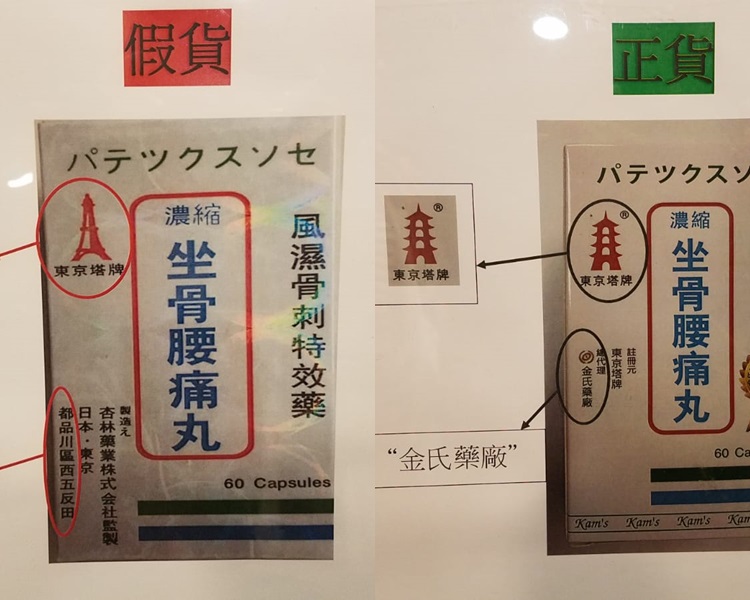 假貨
パテツクスソセ
東京塔牌
濃縮
坐骨腰痛丸
風濕骨刺特效藥
製造え
杏林藥業株式会社監製
日本・東京
都品川區西五反田
60 Capsules
正貨
®
東京塔牌
パテツクスソ
®
東京塔牌
濃縮
坐骨腰痛丸
註冊元
東京塔牌
總代理
金氏藥廠
“金氏藥廠”
60 Ca
Kam's Kam's Kam's Kam